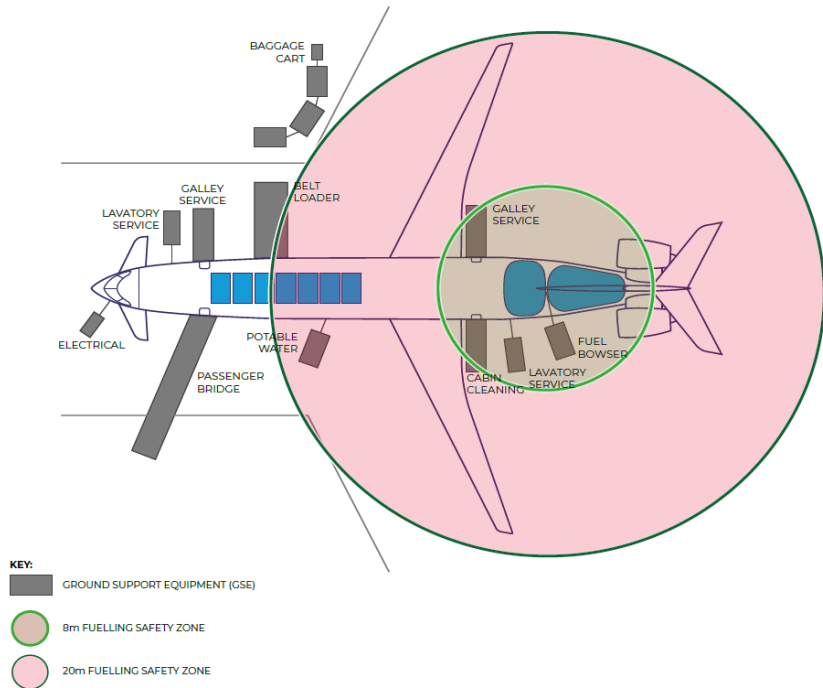 BAGGAGE
CART
BELT
LOADER
GALLEY
SERVICE
LAVATORY
SERVICE
GALLEY
SERVICE
ELECTRICAL
POTABLE
WATER
PASSENGER
BRIDGE
FUEL
BOWSER
LAVATORY
SERVICE
CABIN
CLEANING
KEY:
GROUND SUPPORT EQUIPMENT (GSE)
8m FUELLING SAFETY ZONE
20m FUELLING SAFETY ZONE